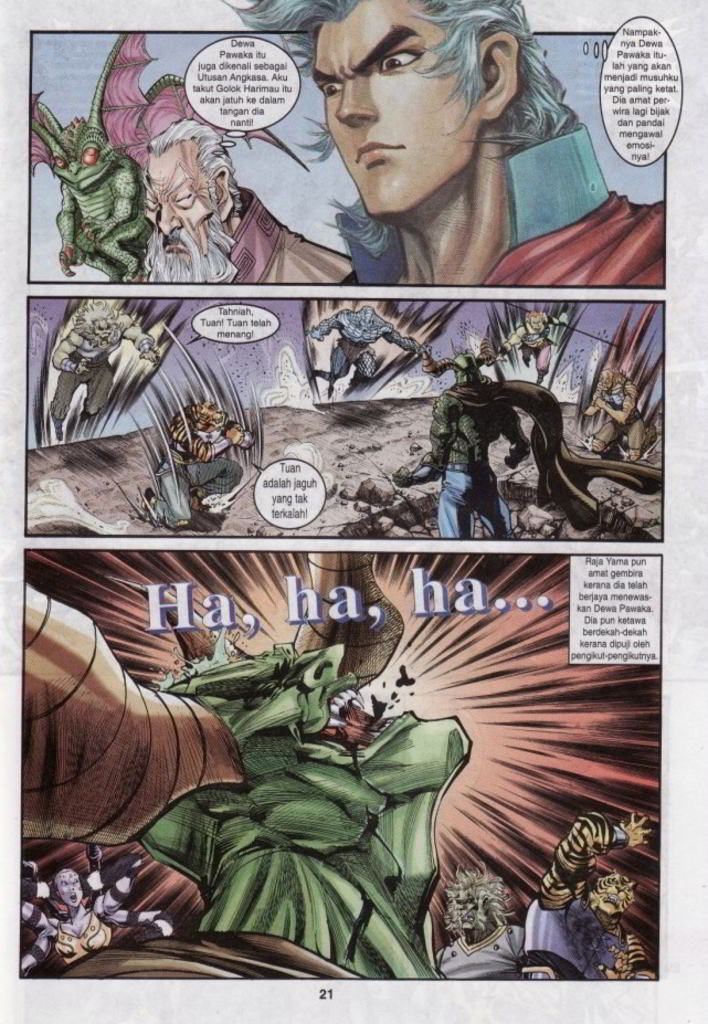 Dewa
Pawaka itu
juga dikenali sebagai
Utusan Angkasa. Aku
takut Golok Harimau itu
akan jatuh ke dalam
tangan dia
nanti!
Nampak-
nya Dewa
Pawaka itu-
lah yang akan
menjadi musuhku
yang paling ketat.
Dia amat per-
wira lagi bijak
dan pandai
mengawal
emosi-
nya!
Tahniah,
Tuan! Tuan telah
menang!
Tuan
adalah jaguh
yang tak
terkalah!
Raja Yama pun
amat gembira
kerana dia telah
berjaya menewas-
kan Dewa Pawaka.
Dia pun ketawa
berdekah-dekah
kerana dipuji oleh
pengikut-pengikutnya.
Ha, ha, ha...
21